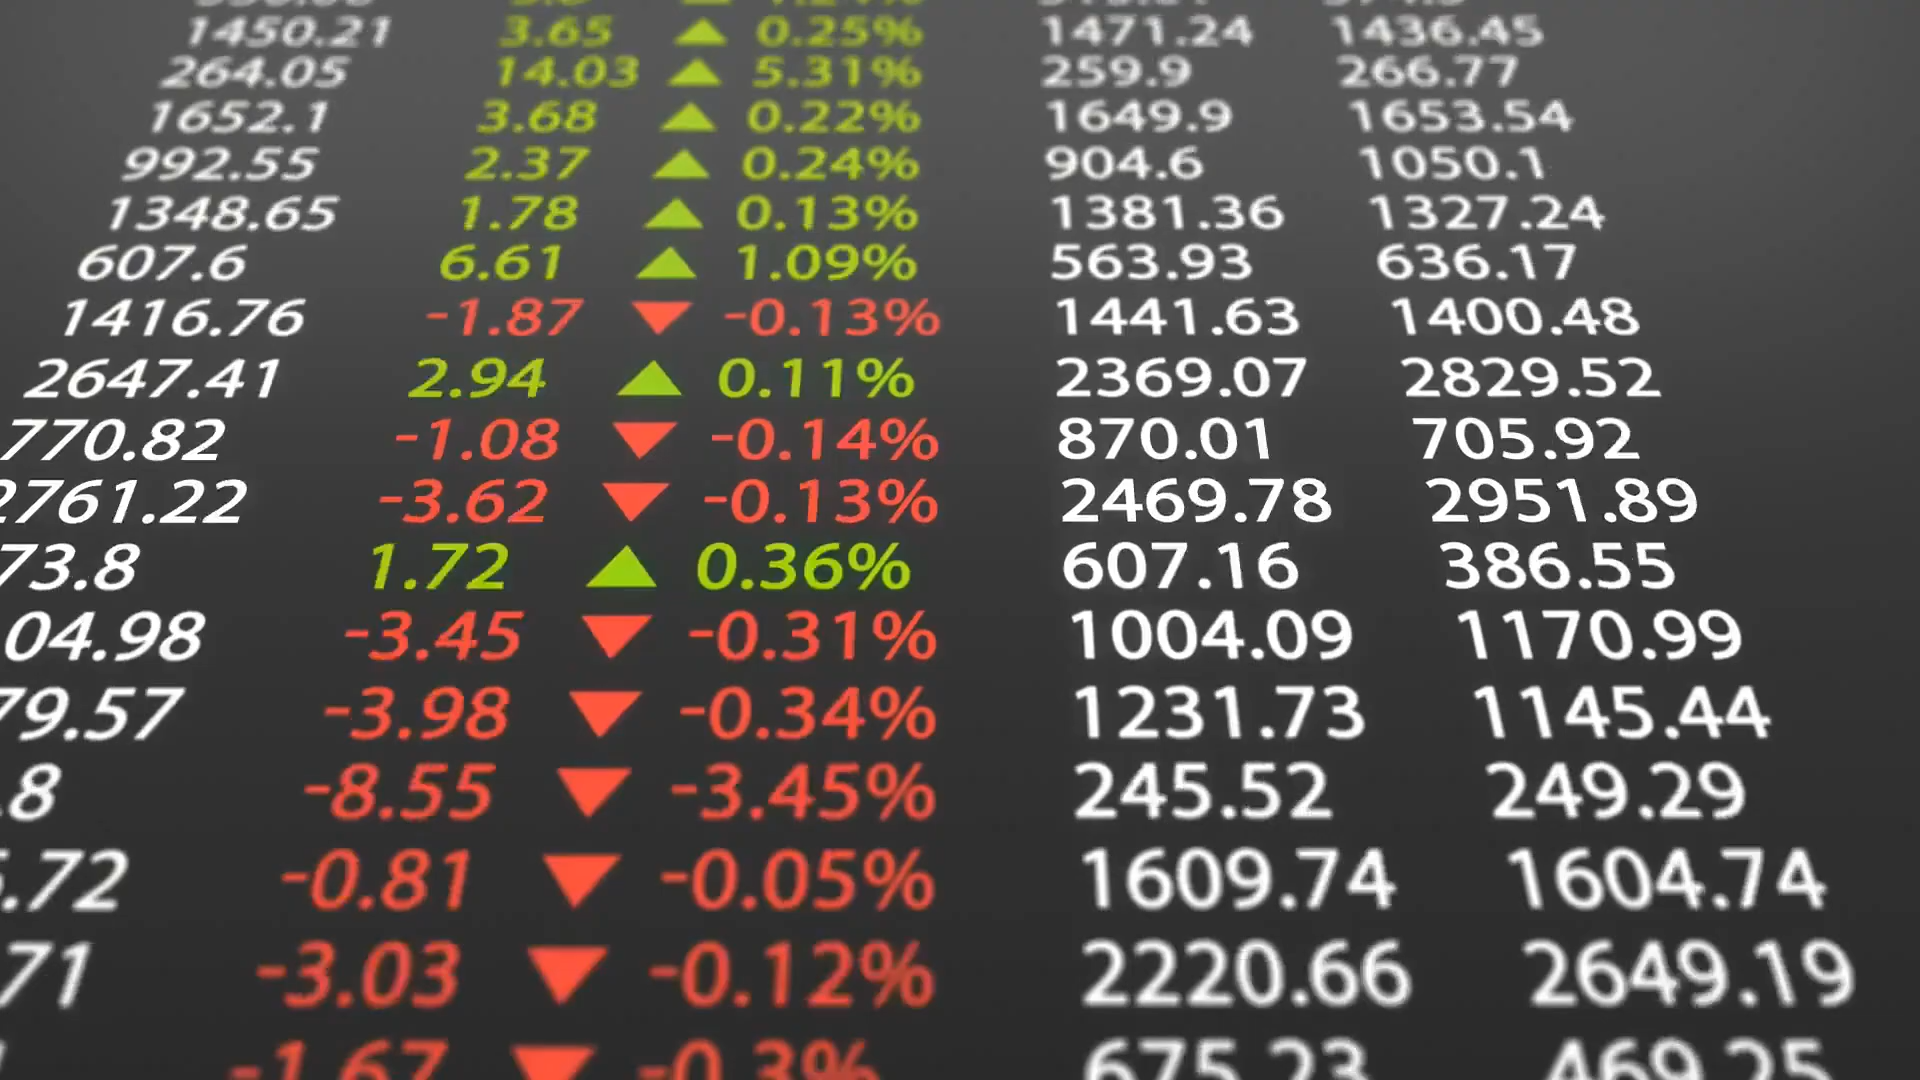 1450.21 3.65 0.25% 1471.24 1436.45
264.05 14.03 5.31% 259.9 266.77
1652.1 3.68 0.22% 1649.9 1653.54
992.55 2.37 0.24% 904.6 1050.1
1348.65 1.78 0.13% 1381.36 1327.24
607.6 6.61 1.09% 563.93 636.17
1416.76 -1.87 -0.13% 1441.63 1400.48
2647.41 2.94 0.11% 2369.07 2829.52
770.82 -1.08 -0.14% 870.01 705.92
2761.22 -3.62 -0.13% 2469.78 2951.89
73.8 1.72 0.36% 607.16 386.55
04.98 -3.45 -0.31% 1004.09 1170.99
79.57 -3.98 -0.34% 1231.73 1145.44
.8 -8.55 -3.45% 245.52 249.29
.72 -0.81 -0.05% 1609.74 1604.74
71 -3.03 -0.12% 2220.66 2649.19
-1.67 -0.3% 675.23 469.25